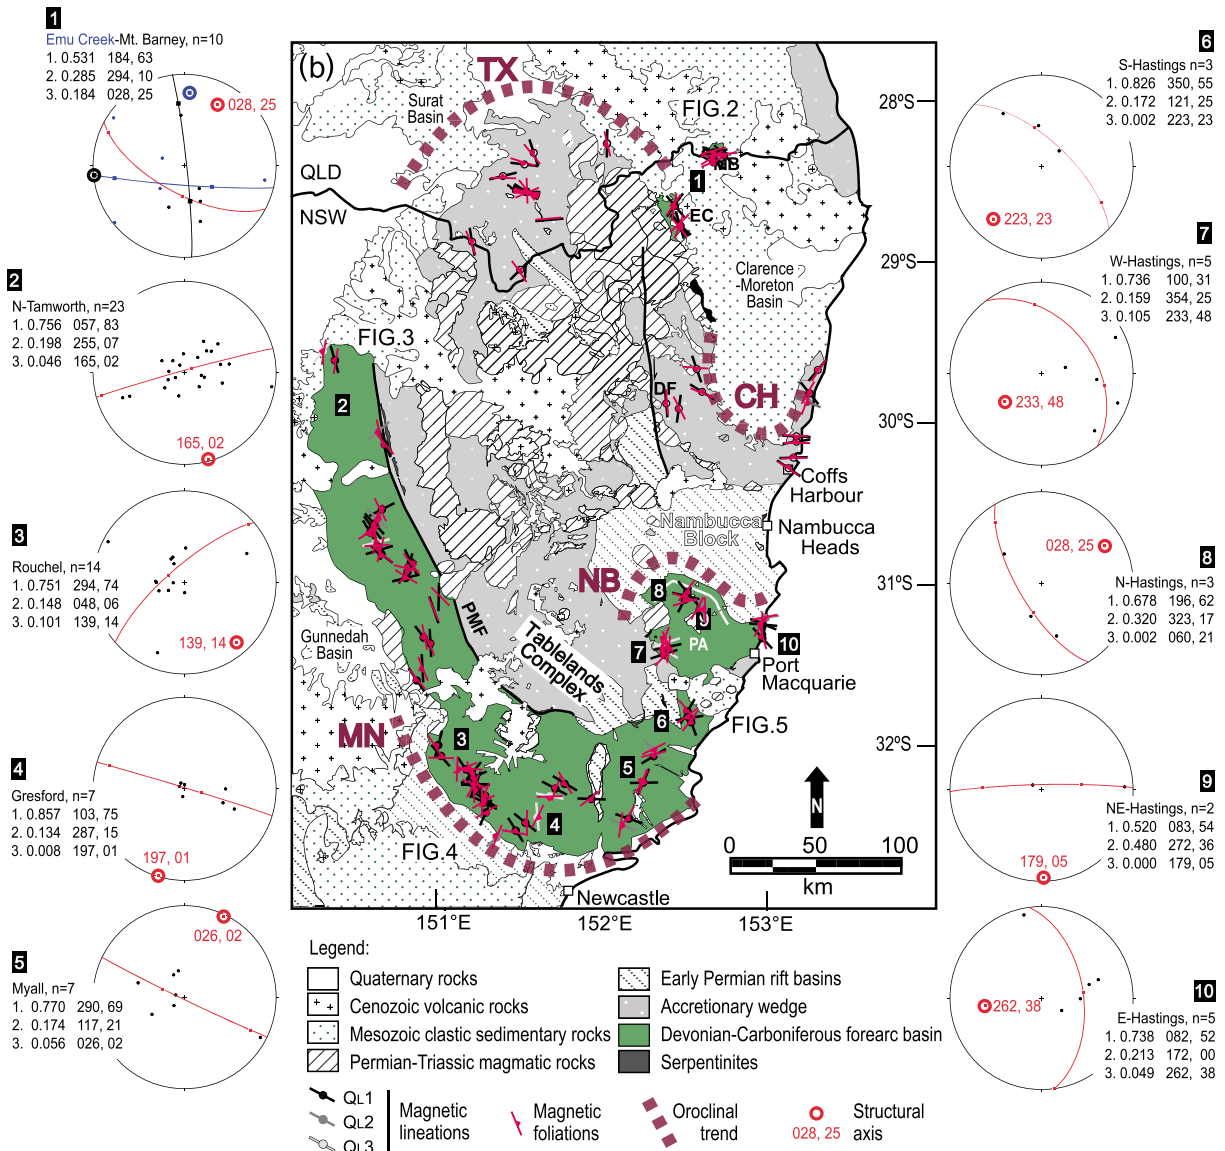 1
Emu Creek-Mt. Barney, n=10
1. 0.531 184, 63
2. 0.285 294, 10
3. 0.184 028, 25
028, 25
2
N-Tamworth, n=23
1. 0.756 057, 83
2. 0.198 255, 07
3. 0.046 165, 02
165, 02
3
Rouchel, n=14
1. 0.751 294, 74
2. 0.148 048, 06
3. 0.101 139, 14
139, 14
4
Gresford, n=7
1. 0.857 103, 75
2. 0.134 287, 15
3. 0.008 197, 01
197, 01
5
Myall, n=7
1. 0.770 290, 69
2. 0.174 117, 21
3. 0.056 026, 02
026, 02
(b)
TX
Surat
Basin
FIG.2
QLD
NSW
NB
1
EC
Clarence
-Moreton
Basin
FIG.3
2
DF
CH
Coffs
Harbour
Nambucca
Block
Nambucca
Heads
NB
8
9
PA
7
10
Port
Macquarie
PMF
Tablelands
Complex
Gunnedah
Basin
MN
3
6
FIG.5
5
4
FIG.4
N
0 50 100
km
Newcastle
28°S
29°S
30°S
31°S
32°S
151°E
152°E
153°E
6
S-Hastings n=3
1. 0.826 350, 55
2. 0.172 121, 25
3. 0.002 223, 23
223, 23
7
W-Hastings, n=5
1. 0.736 100, 31
2. 0.159 354, 25
3. 0.105 233, 48
233, 48
8
N-Hastings, n=3
1. 0.678 196, 62
2. 0.320 323, 17
3. 0.002 060, 21
028, 25
9
NE-Hastings, n=2
1. 0.520 083, 54
2. 0.480 272, 36
3. 0.000 179, 05
179, 05
10
E-Hastings, n=5
1. 0.738 082, 52
2. 0.213 172, 00
3. 0.049 262, 38
262, 38
Legend:
Quaternary rocks
Cenozoic volcanic rocks
Mesozoic clastic sedimentary rocks
Permian-Triassic magmatic rocks
Early Permian rift basins
Accretionary wedge
Devonian-Carboniferous forearc basin
Serpentinites
QL1
QL2
QL3
Magnetic
lineations
Magnetic
foliations
Oroclinal
trend
028, 25
Structural
axis